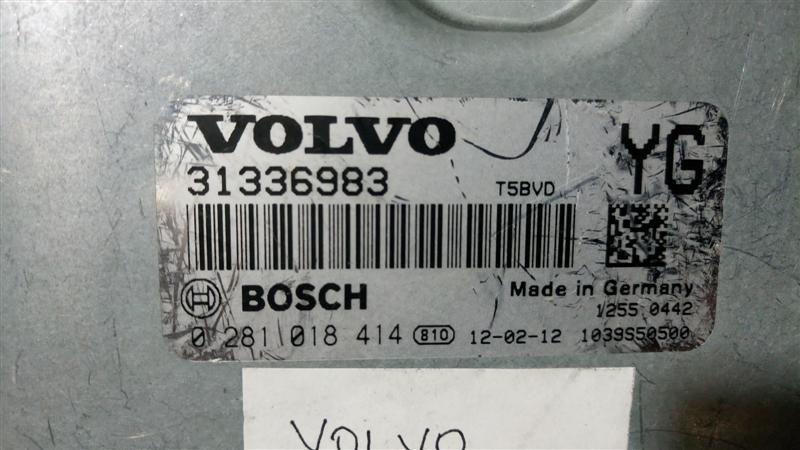 VOLVO
YG
31336983 T5BVD
BOSCH
Made in Germany
1255 0442
0 281 018 414 810 12-02-12 1039S50500
VOLVO